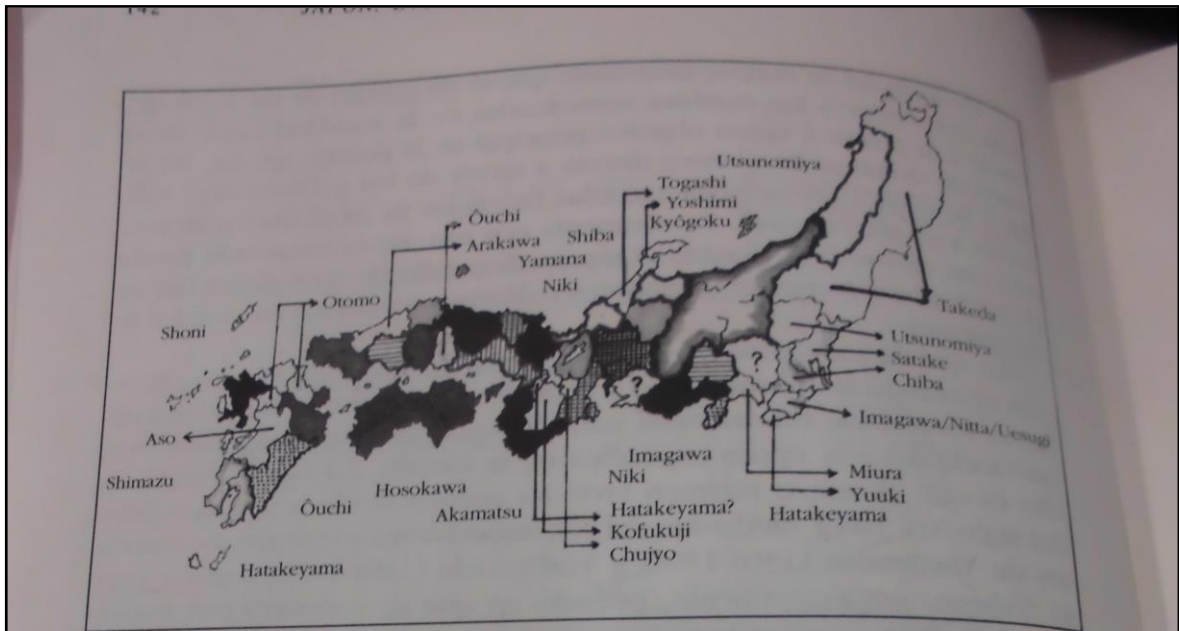 142
Utsunomiya
Togashi
Yoshimi
Kyôgoku
Ôuchi
Arakawa
Shiba
Yamana
Niki
Otomo
Shoni
Takeda
Utsunomiya
Satake
Chiba
?
?
Aso
Imagawa/Nitta/Uesugi
Shimazu
Imagawa
Niki
Miura
Yuuki
Hatakeyama
Hosokawa
Ôuchi
Akamatsu
Hatakeyama?
Kofukuji
Chujyo
Hatakeyama